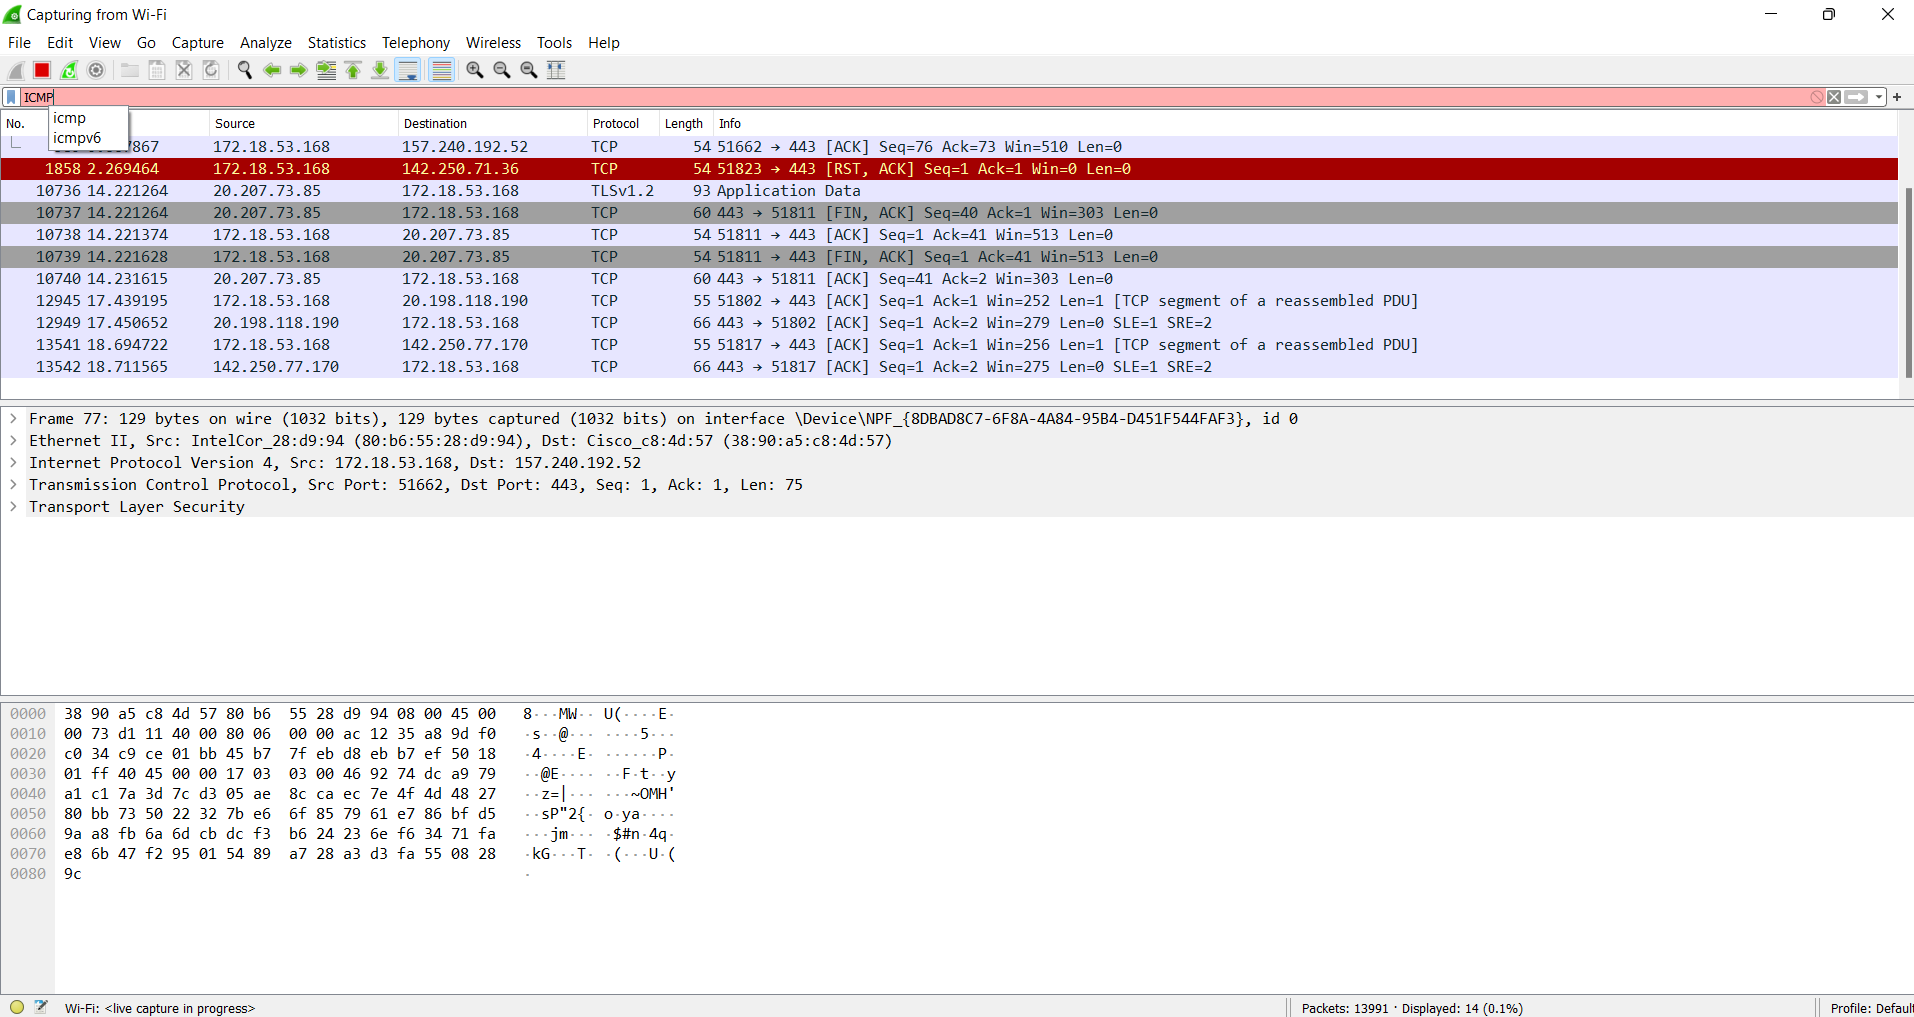 Capturing from Wi-Fi
File Edit View Go Capture Analyze Statistics Telephony Wireless Tools Help
ICMP
icmp
icmpv6
No. Source Destination Protocol Length Info
867 172.18.53.168 157.240.192.52 TCP 54 51662 → 443 [ACK] Seq=76 Ack=73 Win=510 Len=0
1858 2.269464 172.18.53.168 142.250.71.36 TCP 54 51823 → 443 [RST, ACK] Seq=1 Ack=1 Win=0 Len=0
10736 14.221264 20.207.73.85 172.18.53.168 TLSv1.2 93 Application Data
10737 14.221264 20.207.73.85 172.18.53.168 TCP 60 443 → 51811 [FIN, ACK] Seq=40 Ack=1 Win=303 Len=0
10738 14.221374 172.18.53.168 20.207.73.85 TCP 54 51811 → 443 [ACK] Seq=1 Ack=41 Win=513 Len=0
10739 14.221628 172.18.53.168 20.207.73.85 TCP 54 51811 → 443 [FIN, ACK] Seq=1 Ack=41 Win=513 Len=0
10740 14.231615 20.207.73.85 172.18.53.168 TCP 60 443 → 51811 [ACK] Seq=41 Ack=2 Win=303 Len=0
12945 17.439195 172.18.53.168 20.198.118.190 TCP 55 51802 → 443 [ACK] Seq=1 Ack=1 Win=252 Len=1 [TCP segment of a reassembled PDU]
12949 17.450652 20.198.118.190 172.18.53.168 TCP 66 443 → 51802 [ACK] Seq=1 Ack=2 Win=279 Len=0 SLE=1 SRE=2
13541 18.694722 172.18.53.168 142.250.77.170 TCP 55 51817 → 443 [ACK] Seq=1 Ack=1 Win=256 Len=1 [TCP segment of a reassembled PDU]
13542 18.711565 142.250.77.170 172.18.53.168 TCP 66 443 → 51817 [ACK] Seq=1 Ack=2 Win=275 Len=0 SLE=1 SRE=2
Frame 77: 129 bytes on wire (1032 bits), 129 bytes captured (1032 bits) on interface \Device\NPF_{8DBAD8C7-6F8A-4A84-95B4-D451F544FAF3}, id 0
Ethernet II, Src: IntelCor_28:d9:94 (80:b6:55:28:d9:94), Dst: Cisco_c8:4d:57 (38:90:a5:c8:4d:57)
Internet Protocol Version 4, Src: 172.18.53.168, Dst: 157.240.192.52
Transmission Control Protocol, Src Port: 51662, Dst Port: 443, Seq: 1, Ack: 1, Len: 75
Transport Layer Security
0000 38 90 a5 c8 4d 57 80 b6 55 28 d9 94 08 00 45 00 8···MW·· U(····E·
0010 00 73 d1 11 40 00 80 06 00 00 ac 12 35 a8 9d f0 ·s··@··· ····5···
0020 c0 34 c9 ce 01 bb 45 b7 7f eb d8 eb b7 ef 50 18 ·4····E· ······P·
0030 01 ff 40 45 00 00 17 03 03 00 46 92 74 dc a9 79 ··@E···· ··F·t··y
0040 a1 c1 7a 3d 7c d3 05 ae 8c ca ec 7e 4f 4d 48 27 ··z=|··· ···~OMH'
0050 80 bb 73 50 22 32 7b e6 6f 85 79 61 e7 86 bf d5 ··sP"2{· o·ya····
0060 9a a8 fb 6a 6d cb dc f3 b6 24 23 6e f6 34 71 fa ···jm··· ·$#n·4q·
0070 e8 6b 47 f2 95 01 54 89 a7 28 a3 d3 fa 55 08 28 ·kG···T· ·(···U·(
0080 9c ·
Wi-Fi: <live capture in progress> Packets: 13991 · Displayed: 14 (0.1%) Profile: Default